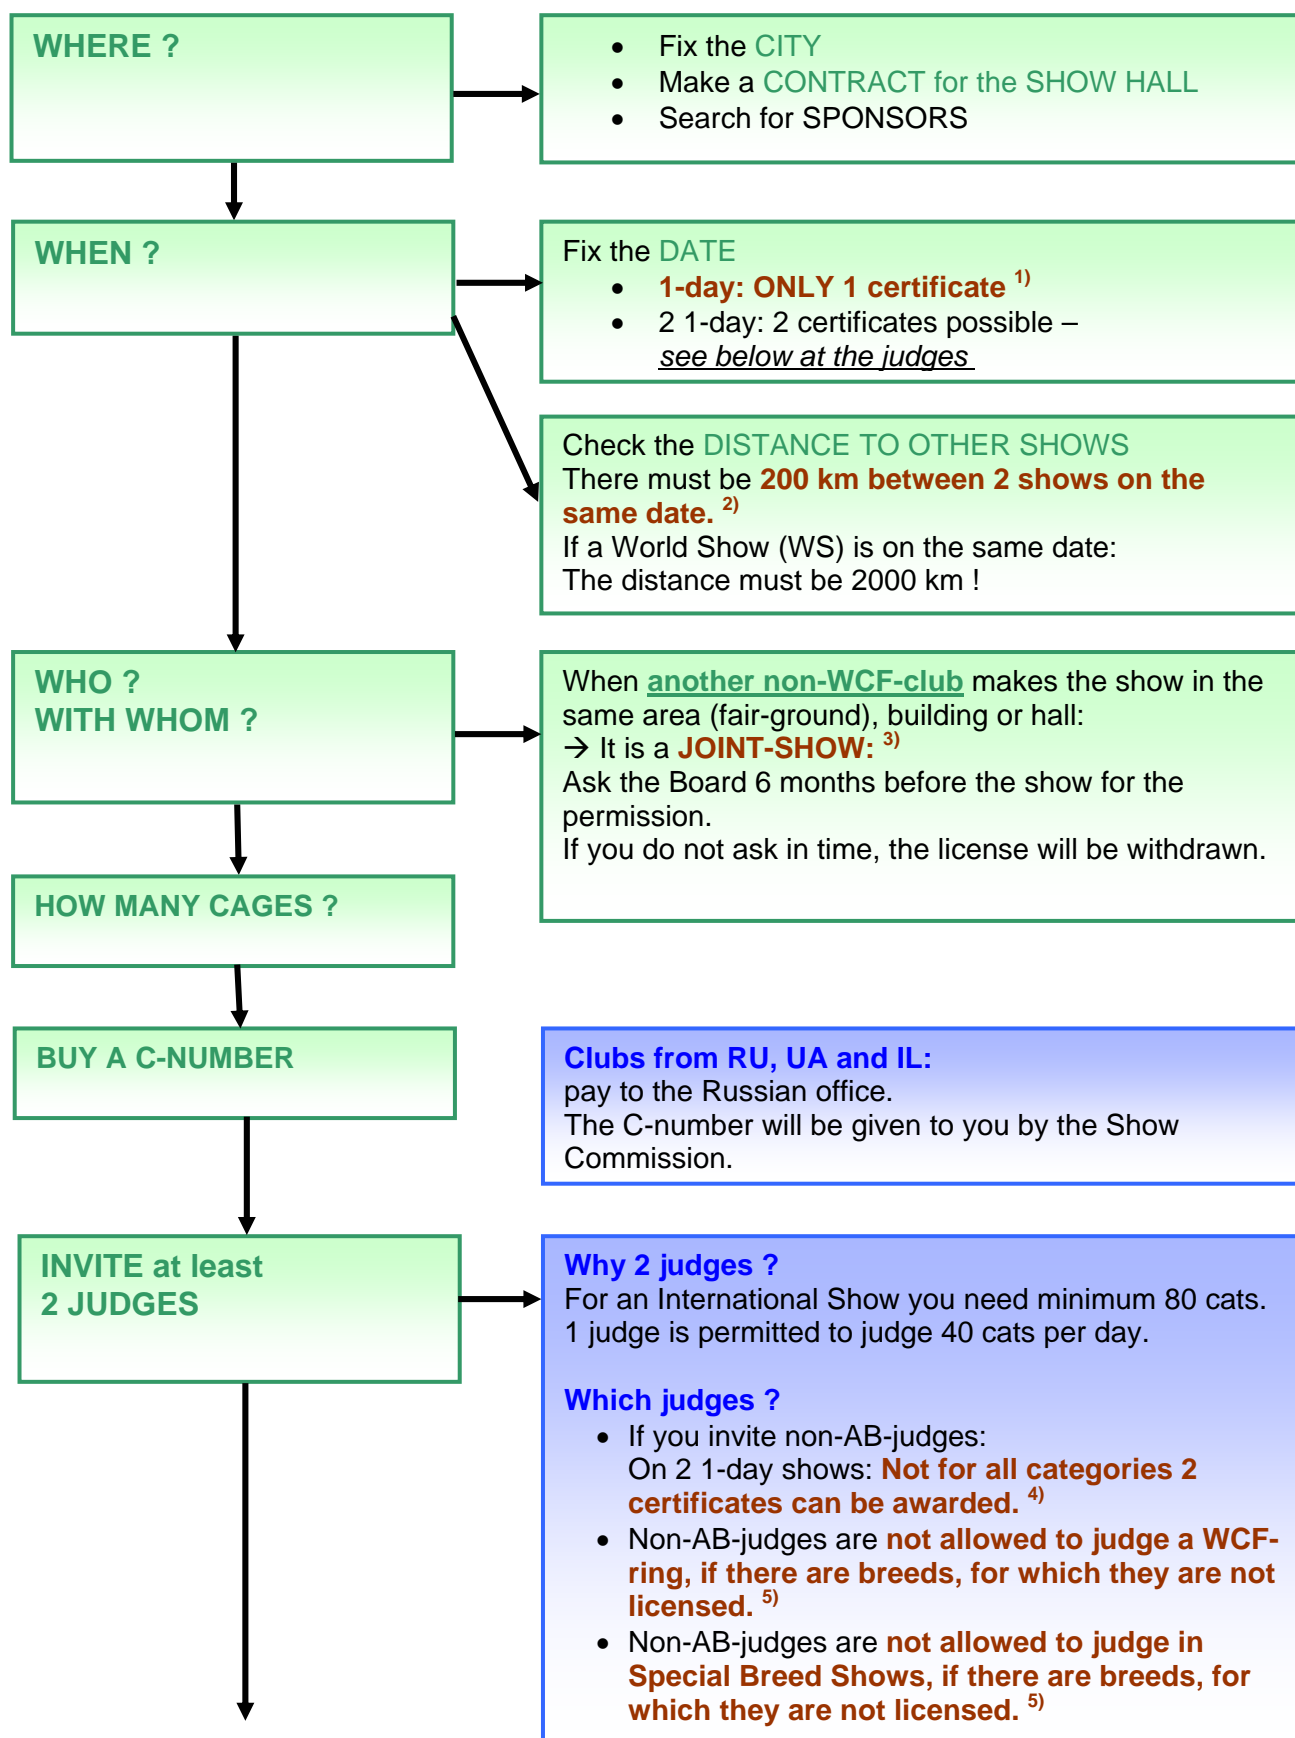 WHERE ?
• Fix the CITY
• Make a CONTRACT for the SHOW HALL
• Search for SPONSORS
WHEN ?
Fix the DATE
• 1-day: ONLY 1 certificate 1)
• 2 1-day: 2 certificates possible –
see below at the judges
Check the DISTANCE TO OTHER SHOWS
There must be 200 km between 2 shows on the
same date. 2)
If a World Show (WS) is on the same date:
The distance must be 2000 km !
WHO ?
WITH WHOM ?
When another non-WCF-club makes the show in the
same area (fair-ground), building or hall:
→ It is a JOINT-SHOW: 3)
Ask the Board 6 months before the show for the
permission.
If you do not ask in time, the license will be withdrawn.
HOW MANY CAGES ?
BUY A C-NUMBER
Clubs from RU, UA and IL:
pay to the Russian office.
The C-number will be given to you by the Show
Commission.
INVITE at least
2 JUDGES
Why 2 judges ?
For an International Show you need minimum 80 cats.
1 judge is permitted to judge 40 cats per day.
Which judges ?
• If you invite non-AB-judges:
On 2 1-day shows: Not for all categories 2
certificates can be awarded. 4)
• Non-AB-judges are not allowed to judge a WCF-
ring, if there are breeds, for which they are not
licensed. 5)
• Non-AB-judges are not allowed to judge in
Special Breed Shows, if there are breeds, for
which they are not licensed. 5)